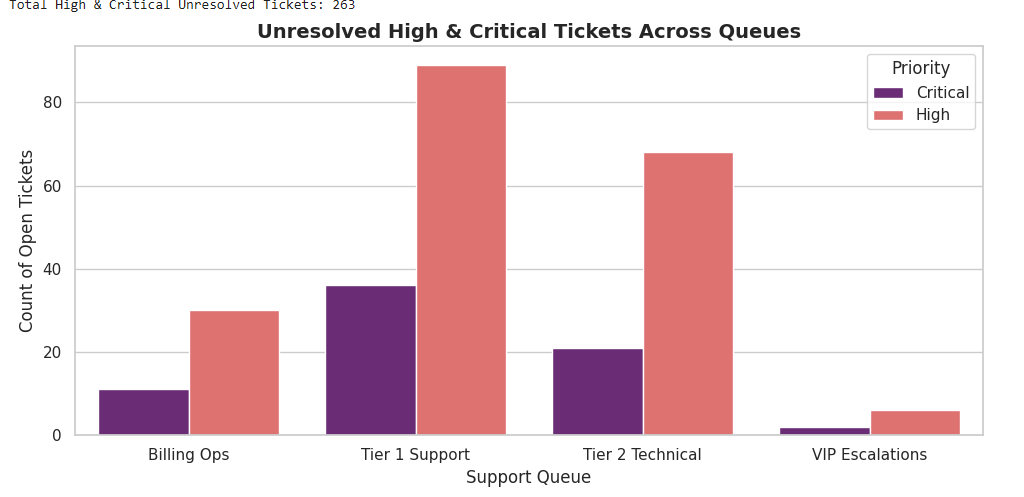 Total High & Critical Unresolved Tickets: 263
Unresolved High & Critical Tickets Across Queues
Priority
Critical
High
Count of Open Tickets
80
60
40
20
0
Billing Ops
Tier 1 Support
Tier 2 Technical
VIP Escalations
Support Queue